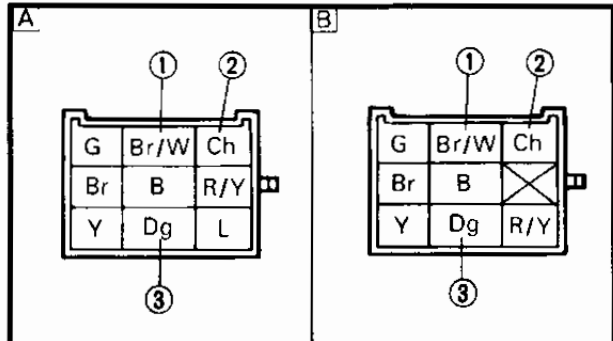 A
① ②
G Br/W Ch
Br B R/Y
Y Dg L
③
B
① ②
G Br/W Ch
Br B
Y Dg R/Y
③